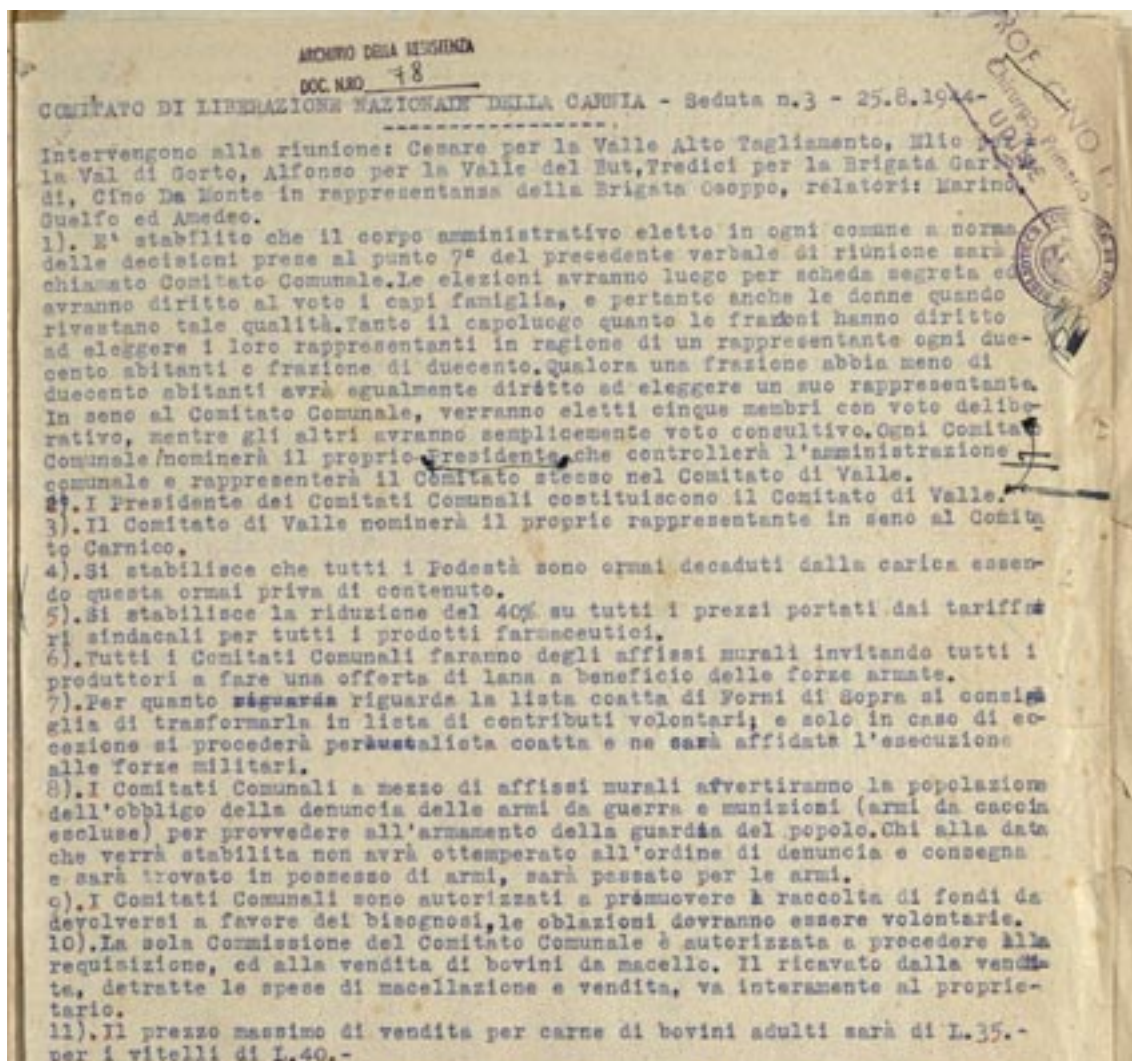 ARCHIVIO DELLA RESISTENZA
DOC. N.RO 78
COMITATO DI LIBERAZIONE NAZIONALE DELLA CARNIA - Seduta n.3 - 25.8.1944-
Intervengono alla riunione: Cesare per la Valle Alto Tagliamento, Elio per
la Val di Gorto, Alfonso per la Valle del But,Tredici per la Brigata Gari
di, Cino Da Monte in rappresentanza della Brigata Osoppo, relatori: Marino,
Guelfo ed Amedeo.
1). E' stabilito che il corpo amministrativo eletto in ogni comune a norma
delle decisioni prese al punto 7° del precedente verbale di riunione sarà
chiamato Comitato Comunale.Le elezioni avranno luogo per scheda segreta ed
avranno diritto al voto i capi famiglia, e pertanto anche le donne quando
rivestano tale qualità.Tanto il capoluogo quanto le frazioni hanno diritto
ad eleggere i loro rappresentanti in ragione di un rappresentante ogni due-
cento abitanti o frazione di duecento.Qualora una frazione abbia meno di
duecento abitanti avrà egualmente diritto ad eleggere un suo rappresentante.
In seno al Comitato Comunale, verranno eletti cinque membri con voto delibe-
rativo, mentre gli altri avranno semplicemente voto consultivo.Ogni Comitato
Comunale/nominerà il proprio Presidente che controllerà l'amministrazione
comunale e rappresenterà il Comitato stesso nel Comitato di Valle.
2).I Presidente dei Comitati Comunali costituiscono il Comitato di Valle.
3).Il Comitato di Valle nominerà il proprio rappresentante in seno al Comita
to Carnico.
4).Si stabilisce che tutti i Podestà sono ormai decaduti dalla carica essen-
do questa ormai priva di contenuto.
5).Si stabilisce la riduzione del 40% su tutti i prezzi portati dai tariffa
ri sindacali per tutti i prodotti farmaceutici.
6).Tutti i Comitati Comunali faranno degli affissi murali invitando tutti i
produttori a fare una offerta di lana a beneficio delle forze armate.
7).Per quanto riguarda la lista coatta di Forni di Sopra si consi
glia di trasformarla in lista di contributi volontari; e solo in caso di ec-
cezione si procederà lista coatta e ne sarà affidata l'esecuzione
alle forze militari.
8).I Comitati Comunali a mezzo di affissi murali avvertiranno la popolazione
dell'obbligo della denuncia delle armi da guerra e munizioni (armi da caccia
escluse) per provvedere all'armamento della guardia del popolo.Chi alla data
che verrà stabilita non avrà ottemperato all'ordine di denuncia e consegna
e sarà trovato in possesso di armi, sarà passato per le armi.
9).I Comitati Comunali sono autorizzati a promuovere a raccolta di fondi da
devolversi a favore dei bisognosi,le oblazioni dovranno essere volontarie.
10).La sola Commissione del Comitato Comunale è autorizzata a procedere alla
requisizione, ed alla vendita di bovini da macello. Il ricavato dalla vendi-
ta, detratte le spese di macellazione e vendita, va interamente al proprie-
tario.
11).Il prezzo massimo di vendita per carne di bovini adulti sarà di L.35.-
per i vitelli di L.40.-
PROF.
UDINE